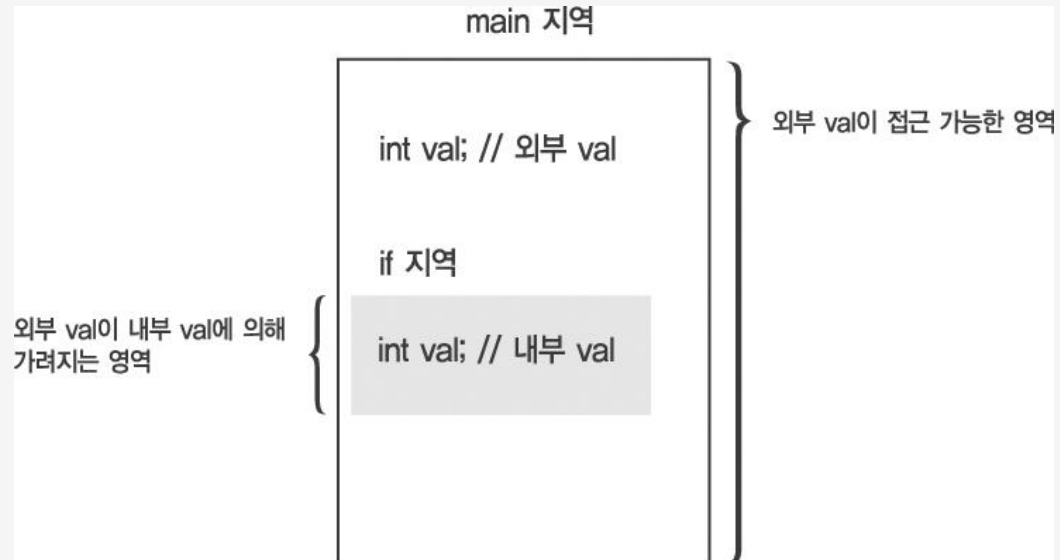 main 지역
외부 val이 접근 가능한 영역
int val; // 외부 val
if 지역
외부 val이 내부 val에 의해
가려지는 영역
int val; // 내부 val